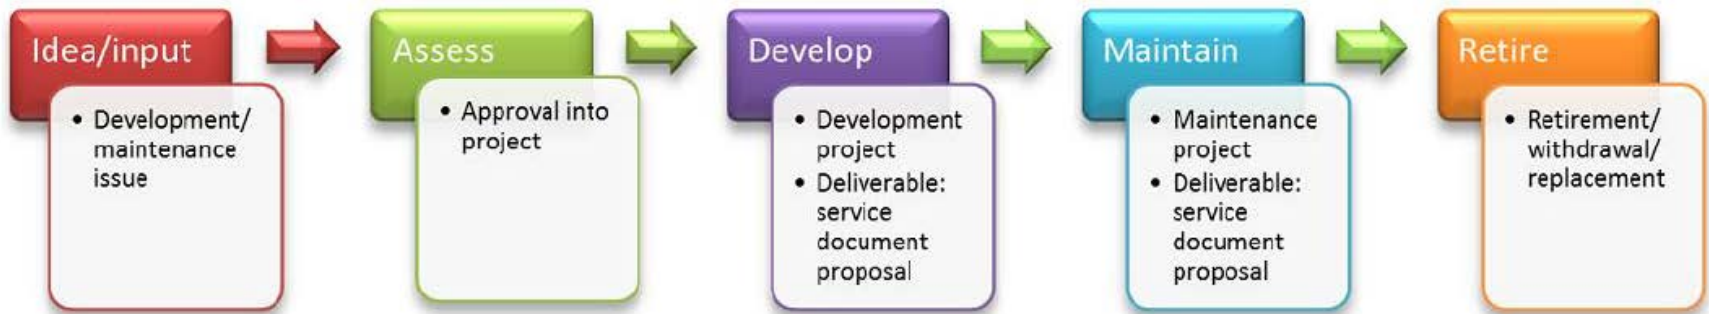 Idea/input
• Development/
maintenance
issue
Assess
• Approval into
project
Develop
• Development
project
• Deliverable:
service
document
proposal
Maintain
• Maintenance
project
• Deliverable:
service
document
proposal
Retire
• Retirement/
withdrawal/
replacement